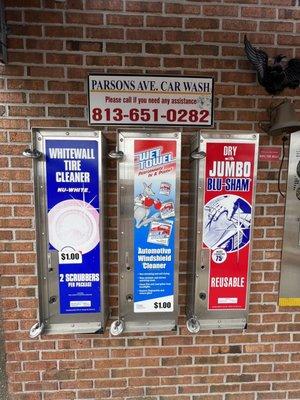 PARSONS AVE. CAR WASH
Please call if you need any assistance
813-651-0282
WHITEWALL
TIRE
CLEANER
NU-WHITE
$1.00
2 SCRUBBERS
PER PACKAGE
WET
TOWEL
Automotive
Windshield
Cleaner
$1.00
DRY
with
JUMBO
BLU-SHAM
75
REUSABLE